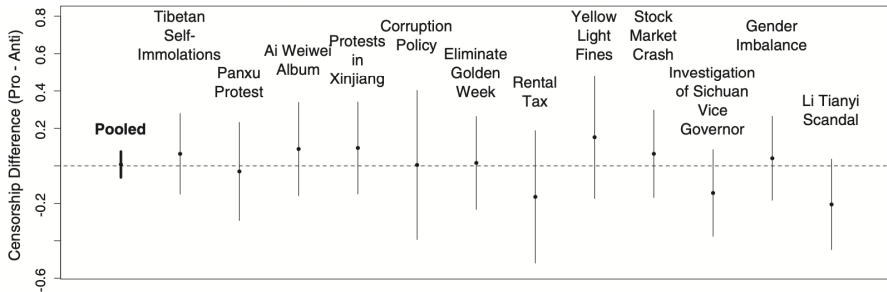 Censorship Difference (Pro - Anti)
0.8
0.4
0.2
-0.2
-0.6
Pooled
Tibetan
Self-
Immolations
Panxu
Protest
Ai Weiwei
Album
Protests
in
Xinjiang
Corruption
Policy
Eliminate
Golden
Week
Rental
Tax
Yellow
Light
Fines
Stock
Market
Crash
Investigation
of Sichuan
Vice
Governor
Gender
Imbalance
Li Tianyi
Scandal